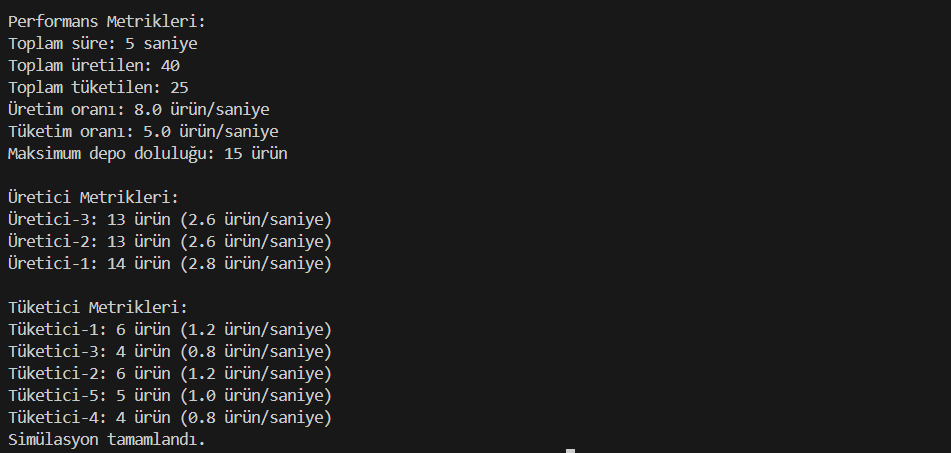 Performans Metrikleri:
Toplam süre: 5 saniye
Toplam üretilen: 40
Toplam tüketilen: 25
Üretim oranı: 8.0 ürün/saniye
Tüketim oranı: 5.0 ürün/saniye
Maksimum depo doluluğu: 15 ürün

Üretici Metrikleri:
Üretici-3: 13 ürün (2.6 ürün/saniye)
Üretici-2: 13 ürün (2.6 ürün/saniye)
Üretici-1: 14 ürün (2.8 ürün/saniye)

Tüketici Metrikleri:
Tüketici-1: 6 ürün (1.2 ürün/saniye)
Tüketici-3: 4 ürün (0.8 ürün/saniye)
Tüketici-2: 6 ürün (1.2 ürün/saniye)
Tüketici-5: 5 ürün (1.0 ürün/saniye)
Tüketici-4: 4 ürün (0.8 ürün/saniye)
Simülasyon tamamlandı.